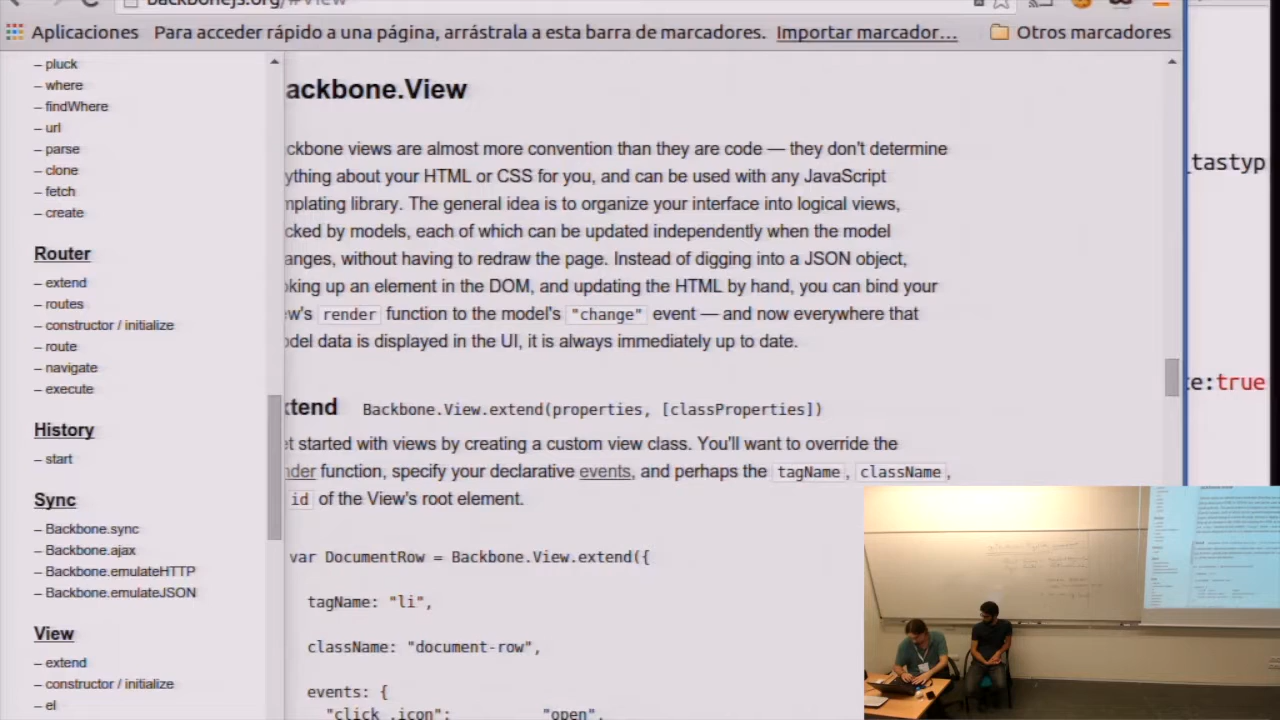 backbonejs.org/#View
Aplicaciones Para acceder rápido a una página, arrástrala a esta barra de marcadores. Importar marcador... Otros marcadores
– pluck
– where
– findWhere
– url
– parse
– clone
– fetch
– create
Router
– extend
– routes
– constructor / initialize
– route
– navigate
– execute
History
– start
Sync
– Backbone.sync
– Backbone.ajax
– Backbone.emulateHTTP
– Backbone.emulateJSON
View
– extend
– constructor / initialize
– el
ackbone.View
ckbone views are almost more convention than they are code — they don't determine
ything about your HTML or CSS for you, and can be used with any JavaScript
nplating library. The general idea is to organize your interface into logical views,
cked by models, each of which can be updated independently when the model
anges, without having to redraw the page. Instead of digging into a JSON object,
king up an element in the DOM, and updating the HTML by hand, you can bind your
w's render function to the model's "change" event — and now everywhere that
odel data is displayed in the UI, it is always immediately up to date.
xtend Backbone.View.extend(properties, [classProperties])
et started with views by creating a custom view class. You'll want to override the
nder function, specify your declarative events, and perhaps the tagName, className,
id of the View's root element.
var DocumentRow = Backbone.View.extend({
tagName: "li",
className: "document-row",
events: {
"click .icon": "open",
_tastyp
e:true